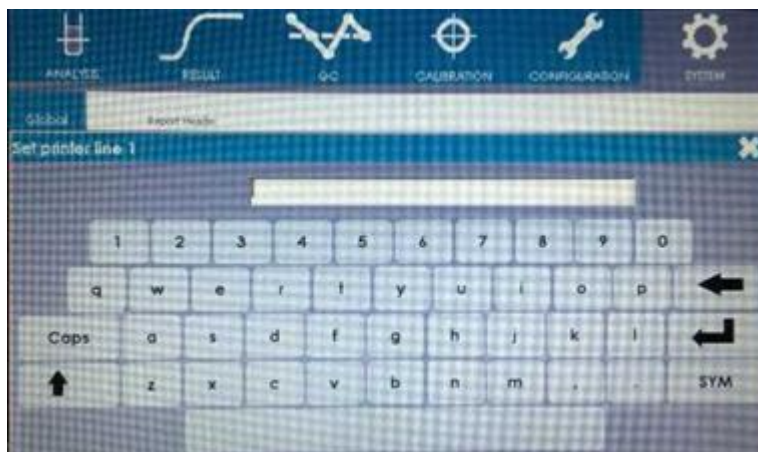 ANALYSIS RESULT QC CALIBRATION CONFIGURATION SYSTEM
Global Report Header
Set printer line 1
1 2 3 4 5 6 7 8 9 0
q w e r t y u i o p
Caps a s d f g h j k l
z x c v b n m , . SYM